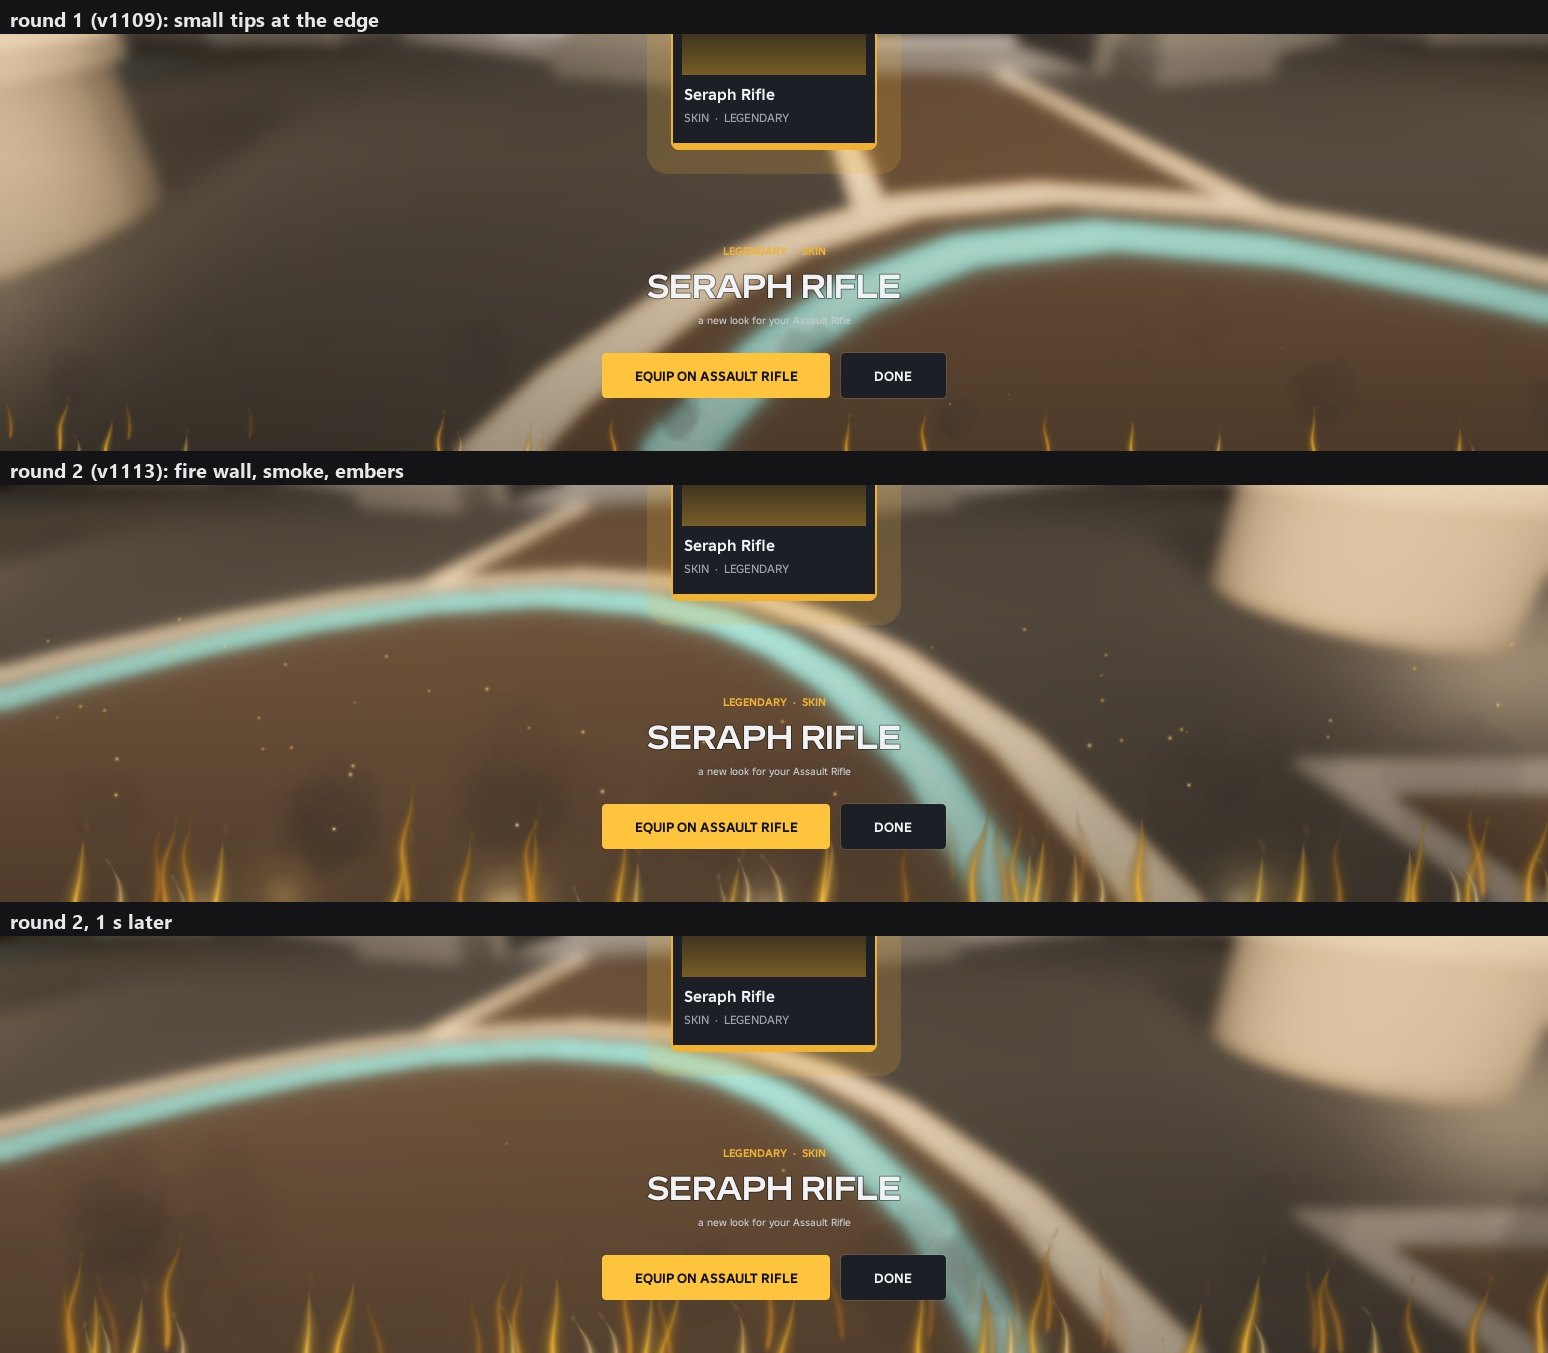 round 1 (v1109): small tips at the edge
Seraph Rifle
SKIN · LEGENDARY
LEGENDARY · SKIN
SERAPH RIFLE
a new look for your Assault Rifle
EQUIP ON ASSAULT RIFLE
DONE
round 2 (v1113): fire wall, smoke, embers
Seraph Rifle
SKIN · LEGENDARY
LEGENDARY · SKIN
SERAPH RIFLE
a new look for your Assault Rifle
EQUIP ON ASSAULT RIFLE
DONE
round 2, 1 s later
Seraph Rifle
SKIN · LEGENDARY
LEGENDARY · SKIN
SERAPH RIFLE
a new look for your Assault Rifle
EQUIP ON ASSAULT RIFLE
DONE